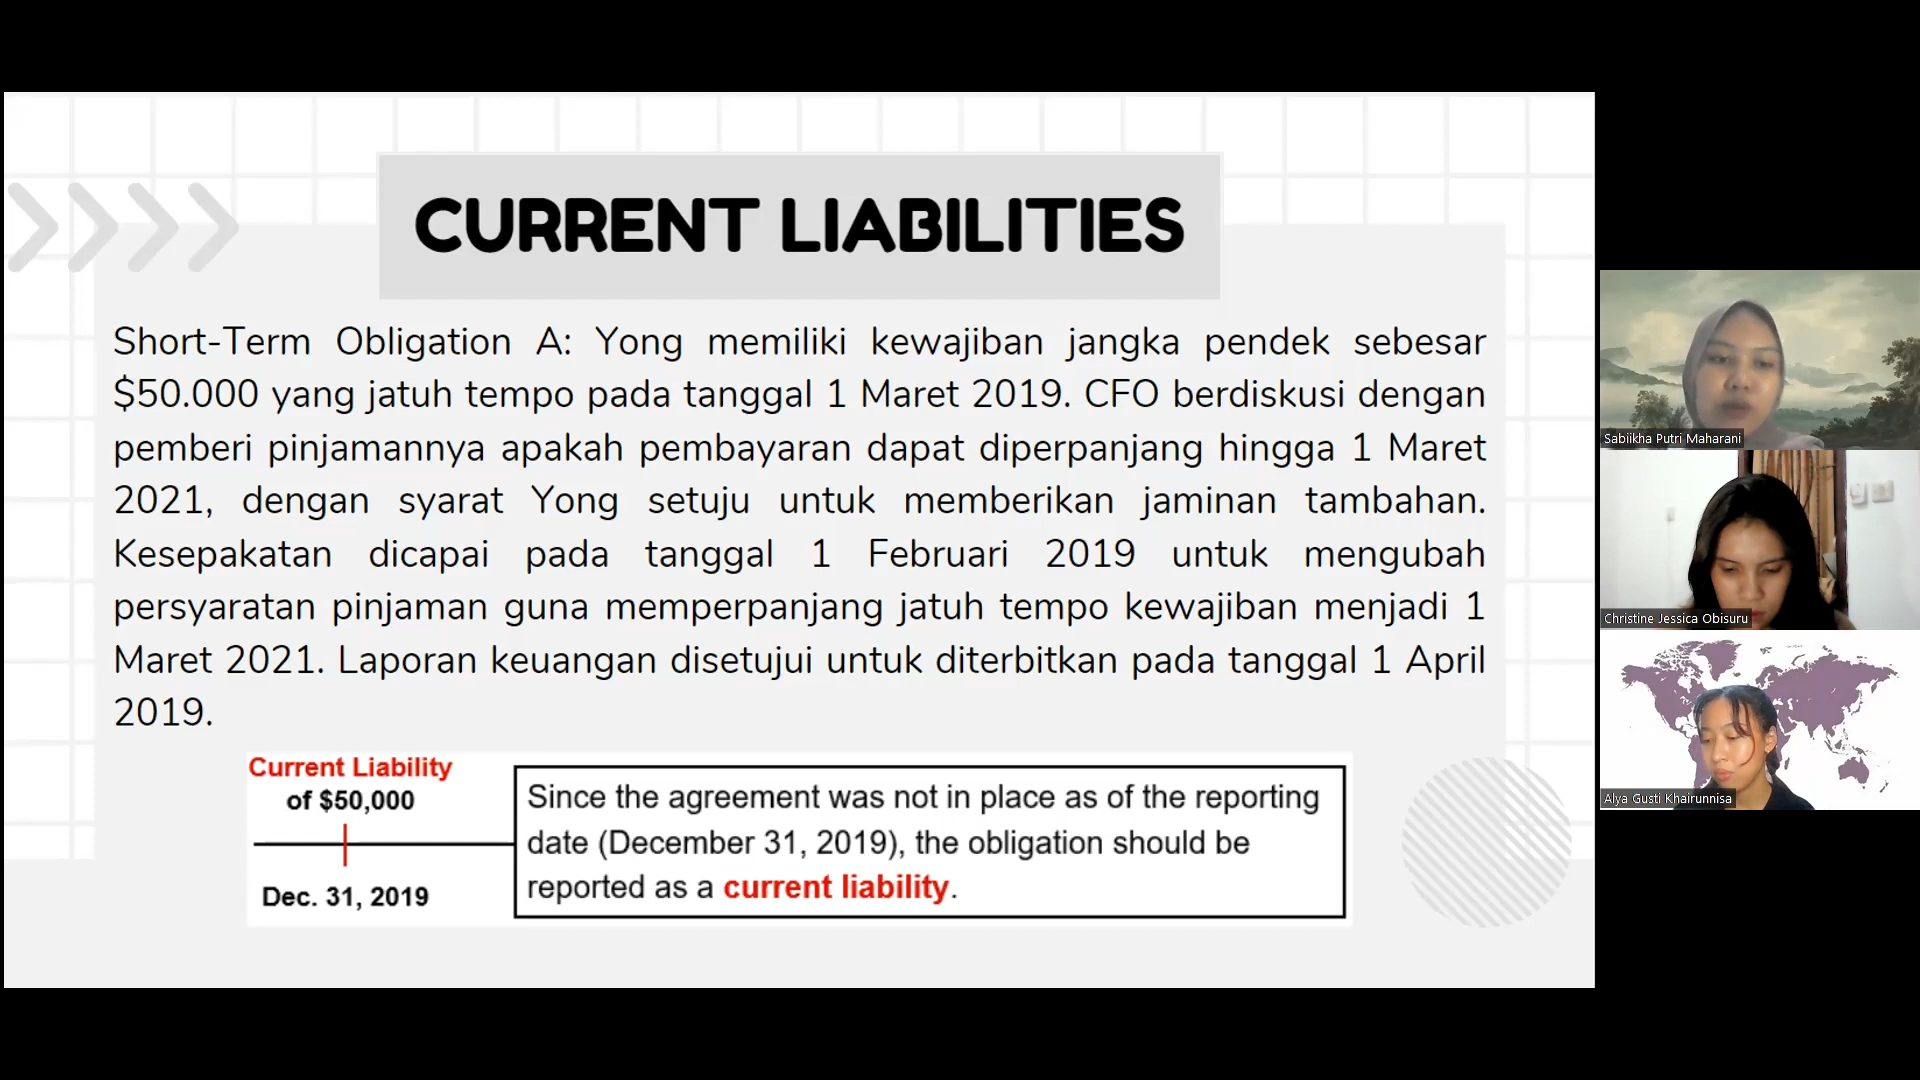 CURRENT LIABILITIES
Short-Term Obligation A: Yong memiliki kewajiban jangka pendek sebesar
$50.000 yang jatuh tempo pada tanggal 1 Maret 2019. CFO berdiskusi dengan
pemberi pinjamannya apakah pembayaran dapat diperpanjang hingga 1 Maret
2021, dengan syarat Yong setuju untuk memberikan jaminan tambahan.
Kesepakatan dicapai pada tanggal 1 Februari 2019 untuk mengubah
persyaratan pinjaman guna memperpanjang jatuh tempo kewajiban menjadi 1
Maret 2021. Laporan keuangan disetujui untuk diterbitkan pada tanggal 1 April
2019.
Current Liability
of $50,000
Dec. 31, 2019
Since the agreement was not in place as of the reporting
date (December 31, 2019), the obligation should be
reported as a current liability.
Sabiikha Putri Maharani
Christine Jessica Obisuru
Alya Gusti Khairunnisa